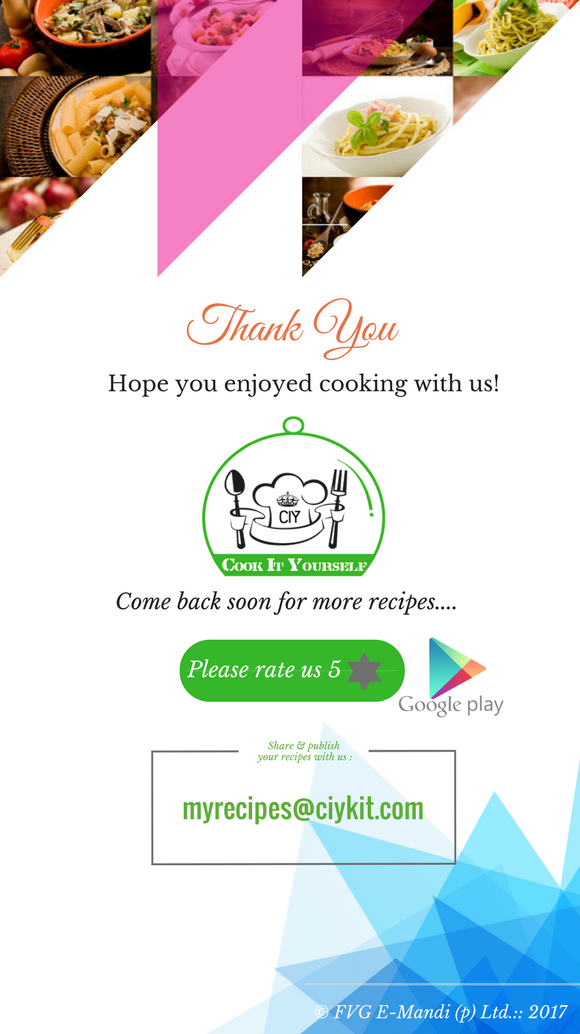 Thank You
Hope you enjoyed cooking with us!
CIY
COOK IT YOURSELF
Come back soon for more recipes....
Please rate us 5
Google play
Share & publish
your recipes with us :
myrecipes@ciykit.com
© FVG E-Mandi (p) Ltd.:: 2017